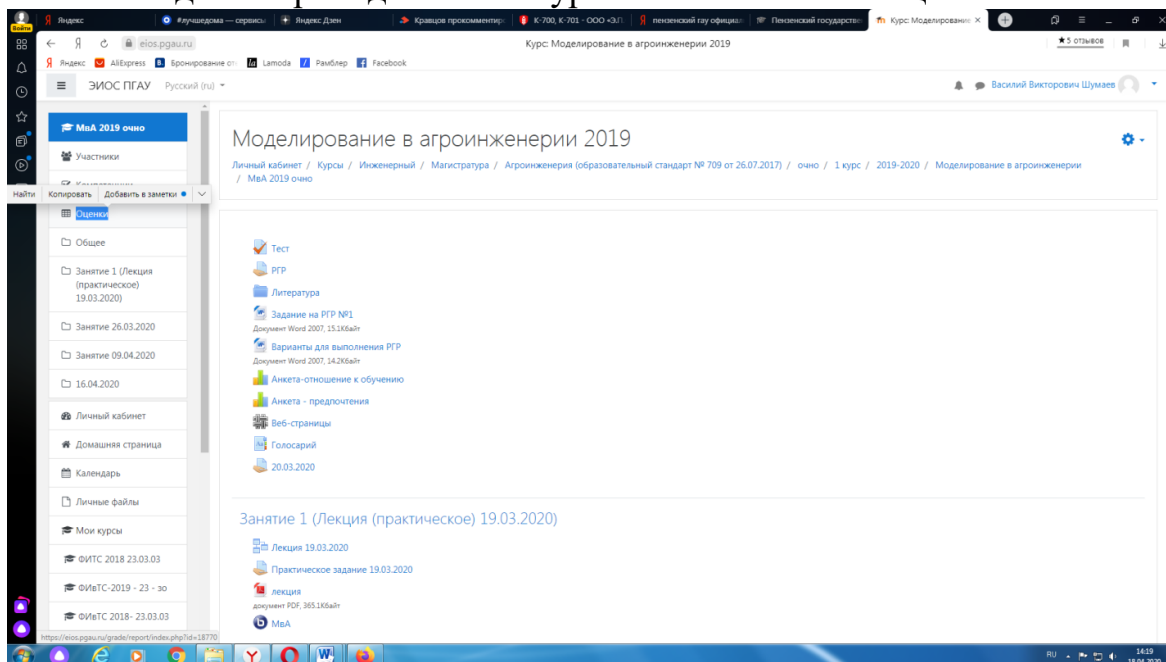 Войти
Яндекс
#лучшедома — сервисы
Яндекс Дзен
Кравцов прокомментиро
К-700, К-701 - ООО «ЭЛ
пензенский гау официал
Пензенский государстве
Курс: Моделирование
eios.pgau.ru
Курс: Моделирование в агроинженерии 2019
★ 5 отзывов
Яндекс
AliExpress
Бронирование от
Lamoda
Рамблер
Facebook
ЭИОС ПГАУ Русский (ru)
Василий Викторович Шумаев
МвА 2019 очно
Участники
Найти Копировать Добавить в заметки
Оценки
Общее
Занятие 1 (Лекция
(практическое)
19.03.2020)
Занятие 26.03.2020
Занятие 09.04.2020
16.04.2020
Личный кабинет
Домашняя страница
Календарь
Личные файлы
Мои курсы
ФИТС 2018 23.03.03
ФИвТС-2019 - 23 - зо
ФИвТС 2018- 23.03.03
https://eios.pgau.ru/grade/report/index.php?id=18770
Моделирование в агроинженерии 2019
Личный кабинет / Курсы / Инженерный / Магистратура / Агроинженерия (образовательный стандарт № 709 от 26.07.2017) / очно / 1 курс / 2019-2020 / Моделирование в агроинженерии
/ МвА 2019 очно
Тест
РГР
Литература
Задание на РГР №1
Документ Word 2007, 15.1Кбайт
Варианты для выполнения РГР
Документ Word 2007, 14.2Кбайт
Анкета-отношение к обучению
Анкета - предпочтения
Веб-страницы
Голосарий
20.03.2020
Занятие 1 (Лекция (практическое) 19.03.2020)
Лекция 19.03.2020
Практическое задание 19.03.2020
лекция
документ PDF, 365.1Кбайт
МвА
RU
14:19
18.04.2020